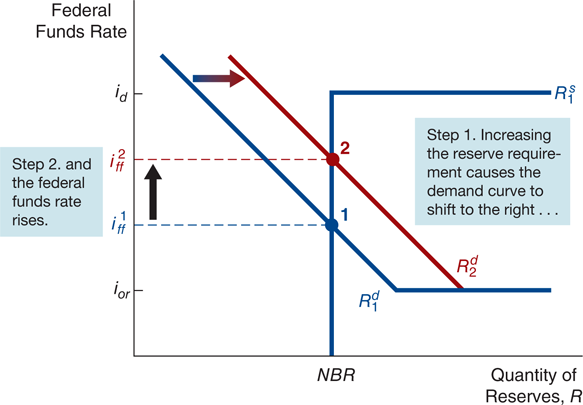 Federal
Funds Rate
i_d
R_1^s
2
Step 1. Increasing
the reserve require-
ment causes the
demand curve to
shift to the right . . .
Step 2. and
the federal
funds rate
rises.
i_ff^2
1
i_ff^1
R_2^d
i_or
R_1^d
NBR
Quantity of
Reserves, R